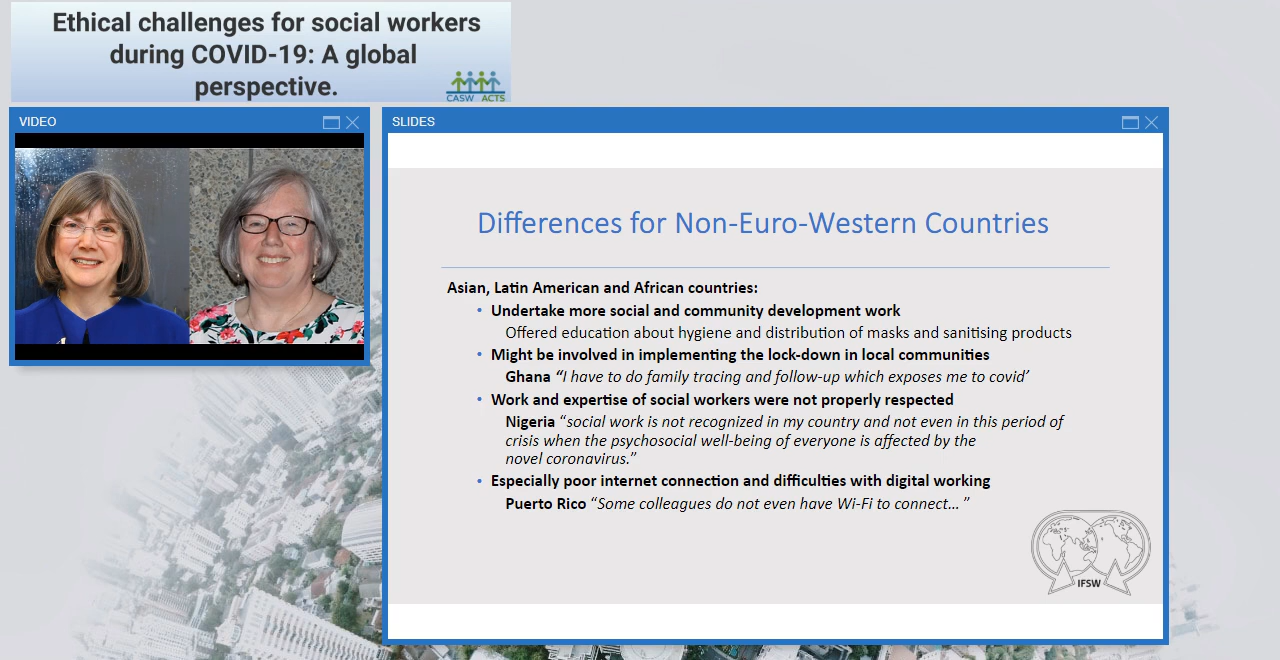 Ethical challenges for social workers
during COVID-19: A global
perspective.
CASW ACTS
VIDEO
SLIDES
Differences for Non-Euro-Western Countries
Asian, Latin American and African countries:
• Undertake more social and community development work
Offered education about hygiene and distribution of masks and sanitising products
• Might be involved in implementing the lock-down in local communities
Ghana “I have to do family tracing and follow-up which exposes me to covid’
• Work and expertise of social workers were not properly respected
Nigeria “social work is not recognized in my country and not even in this period of
crisis when the psychosocial well-being of everyone is affected by the
novel coronavirus.”
• Especially poor internet connection and difficulties with digital working
Puerto Rico “Some colleagues do not even have Wi-Fi to connect… ”
IFSW